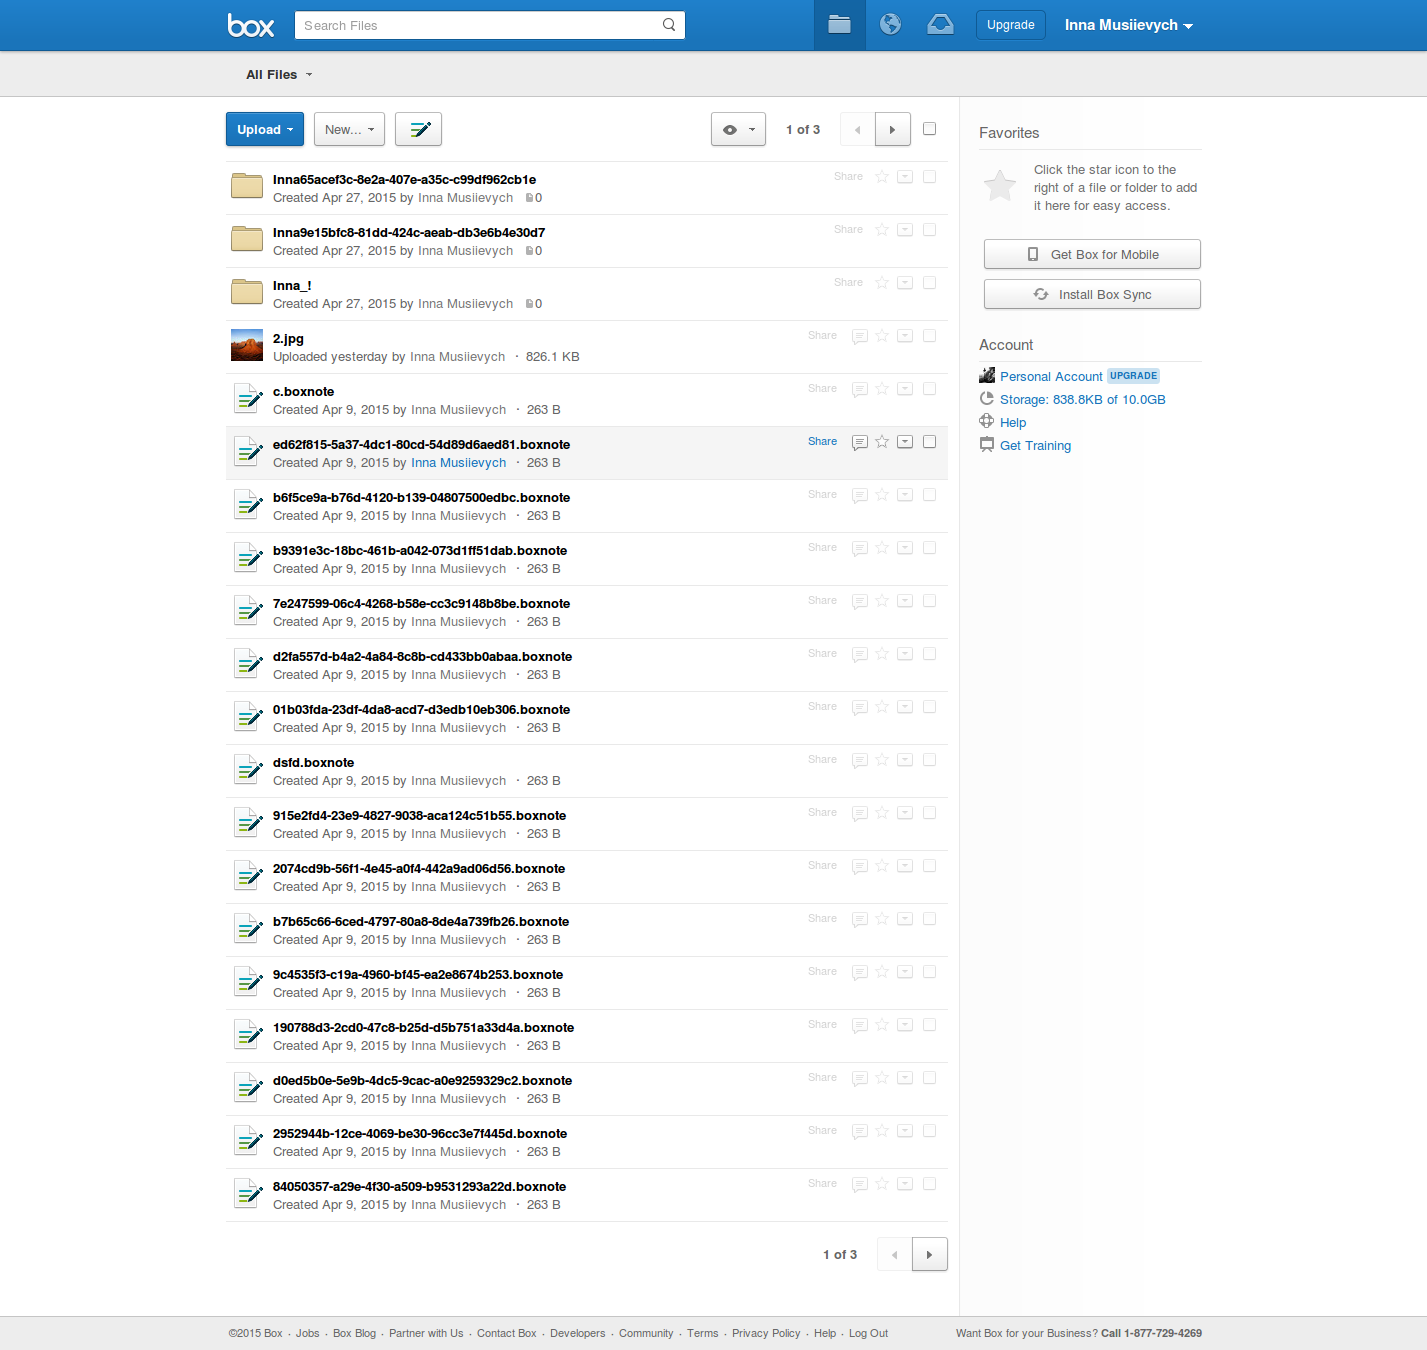 box
Search Files
Upgrade
Inna Musiievych
All Files
Upload
New...
1 of 3
Inna65acef3c-8e2a-407e-a35c-c99df962cb1e
Share
Created Apr 27, 2015 by Inna Musiievych 0
Inna9e15bfc8-81dd-424c-aeab-db3e6b4e30d7
Share
Created Apr 27, 2015 by Inna Musiievych 0
Inna_!
Share
Created Apr 27, 2015 by Inna Musiievych 0
2.jpg
Share
Uploaded yesterday by Inna Musiievych · 826.1 KB
c.boxnote
Share
Created Apr 9, 2015 by Inna Musiievych · 263 B
ed62f815-5a37-4dc1-80cd-54d89d6aed81.boxnote
Share
Created Apr 9, 2015 by Inna Musiievych · 263 B
b6f5ce9a-b76d-4120-b139-04807500edbc.boxnote
Share
Created Apr 9, 2015 by Inna Musiievych · 263 B
b9391e3c-18bc-461b-a042-073d1ff51dab.boxnote
Share
Created Apr 9, 2015 by Inna Musiievych · 263 B
7e247599-06c4-4268-b58e-cc3c9148b8be.boxnote
Share
Created Apr 9, 2015 by Inna Musiievych · 263 B
d2fa557d-b4a2-4a84-8c8b-cd433bb0abaa.boxnote
Share
Created Apr 9, 2015 by Inna Musiievych · 263 B
01b03fda-23df-4da8-acd7-d3edb10eb306.boxnote
Share
Created Apr 9, 2015 by Inna Musiievych · 263 B
dsfd.boxnote
Share
Created Apr 9, 2015 by Inna Musiievych · 263 B
915e2fd4-23e9-4827-9038-aca124c51b55.boxnote
Share
Created Apr 9, 2015 by Inna Musiievych · 263 B
2074cd9b-56f1-4e45-a0f4-442a9ad06d56.boxnote
Share
Created Apr 9, 2015 by Inna Musiievych · 263 B
b7b65c66-6ced-4797-80a8-8de4a739fb26.boxnote
Share
Created Apr 9, 2015 by Inna Musiievych · 263 B
9c4535f3-c19a-4960-bf45-ea2e8674b253.boxnote
Share
Created Apr 9, 2015 by Inna Musiievych · 263 B
190788d3-2cd0-47c8-b25d-d5b751a33d4a.boxnote
Share
Created Apr 9, 2015 by Inna Musiievych · 263 B
d0ed5b0e-5e9b-4dc5-9cac-a0e9259329c2.boxnote
Share
Created Apr 9, 2015 by Inna Musiievych · 263 B
2952944b-12ce-4069-be30-96cc3e7f445d.boxnote
Share
Created Apr 9, 2015 by Inna Musiievych · 263 B
84050357-a29e-4f30-a509-b9531293a22d.boxnote
Share
Created Apr 9, 2015 by Inna Musiievych · 263 B
1 of 3
Favorites
Click the star icon to the
right of a file or folder to add
it here for easy access.
Get Box for Mobile
Install Box Sync
Account
Personal Account UPGRADE
Storage: 838.8KB of 10.0GB
Help
Get Training
©2015 Box · Jobs · Box Blog · Partner with Us · Contact Box · Developers · Community · Terms · Privacy Policy · Help · Log Out
Want Box for your Business? Call 1-877-729-4269